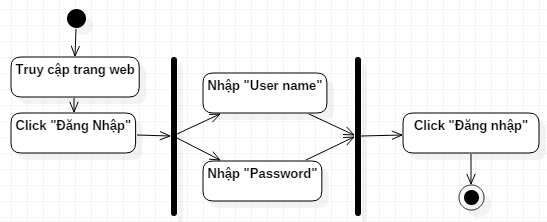 Truy cập trang web
Click "Đăng Nhập"
Nhập "User name"
Nhập "Password"
Click "Đăng nhập"